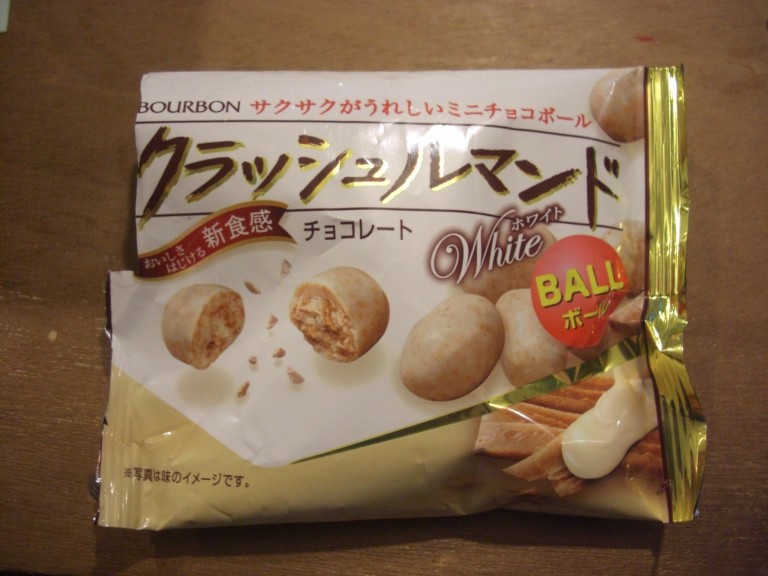 BOURBON サクサクがうれしいミニチョコボール
クラッシュルマンド
おいしさ
はじける
新食感
チョコレート
ホワイト
White
BALL
ボール
※写真は味のイメージです。